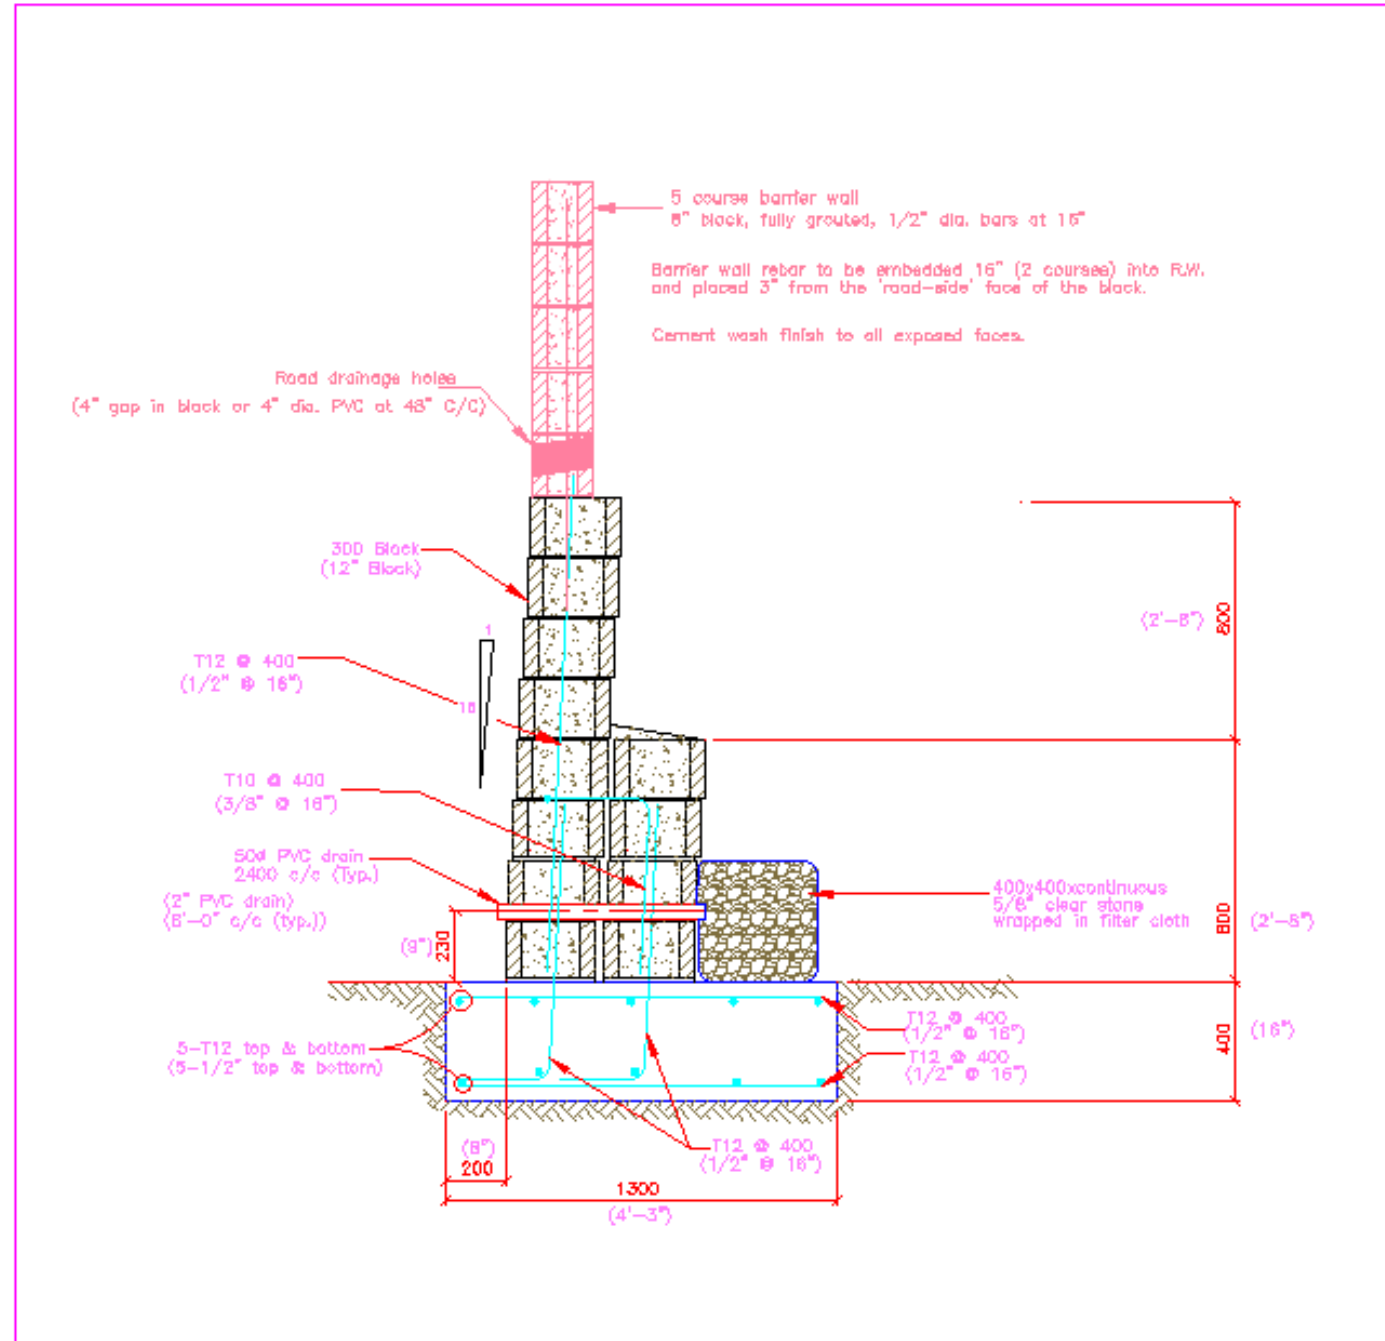 5 course barrier wall
8" block, fully grouted, 1/2" dia. bars at 16"
Barrier wall rebar to be embedded 16" (2 courses) into R.W.
and placed 3" from the 'road-side' face of the block.
Cement wash finish to all exposed faces.
Road drainage holes
(4" gap in block or 4" dia. PVC at 48" C/C)
300 Block
(12" Block)
1
T12 @ 400
(1/2" @ 16")
T10 @ 400
(3/8" @ 16")
50ø PVC drain
2400 c/c (Typ.)
(2" PVC drain)
(8'-0" c/c (typ.))
(9")
230
(2'-8")
800
400x400xcontinuous
5/8" clear stone
wrapped in filter cloth
800
(2'-8")
T12 @ 400
(1/2" @ 16")
T12 @ 400
(1/2" @ 16")
400
(16")
5-T12 top & bottom
(5-1/2" top & bottom)
T12 @ 400
(1/2" @ 16")
(8")
200
1300
(4'-3")